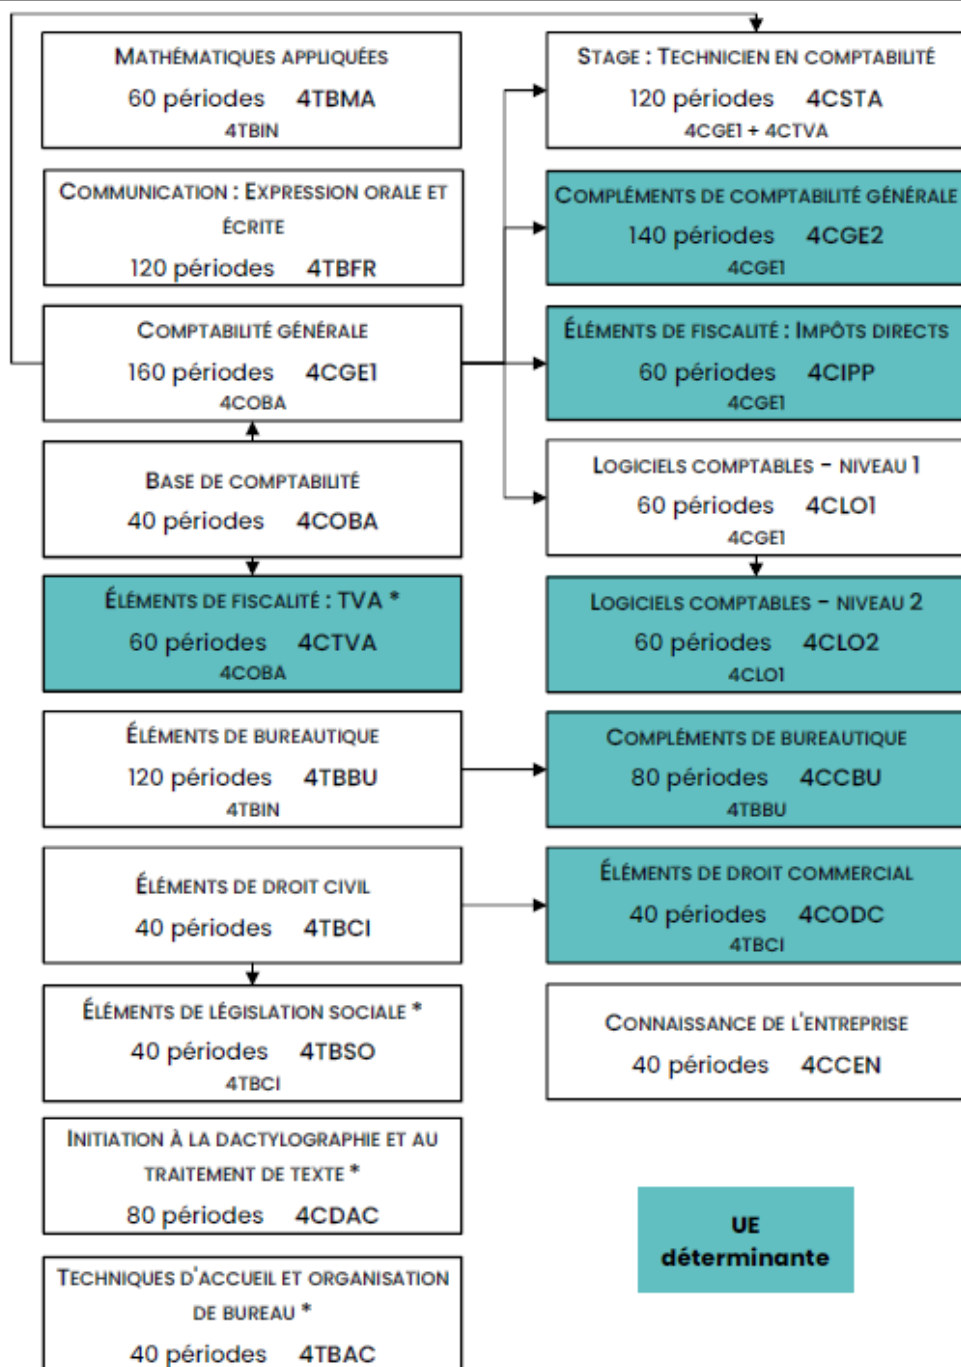 MATHÉMATIQUES APPLIQUÉES
60 périodes 4TBMA
4TBIN
COMMUNICATION : EXPRESSION ORALE ET
ÉCRITE
120 périodes 4TBFR
COMPTABILITÉ GÉNÉRALE
160 périodes 4CGE1
4COBA
BASE DE COMPTABILITÉ
40 périodes 4COBA
ÉLÉMENTS DE FISCALITÉ : TVA *
60 périodes 4CTVA
4COBA
ÉLÉMENTS DE BUREAUTIQUE
120 périodes 4TBBU
4TBIN
ÉLÉMENTS DE DROIT CIVIL
40 périodes 4TBCI
ÉLÉMENTS DE LÉGISLATION SOCIALE *
40 périodes 4TBSO
4TBCI
INITIATION À LA DACTYLOGRAPHIE ET AU
TRAITEMENT DE TEXTE *
80 périodes 4CDAC
TECHNIQUES D'ACCUEIL ET ORGANISATION
DE BUREAU *
40 périodes 4TBAC
STAGE : TECHNICIEN EN COMPTABILITÉ
120 périodes 4CSTA
4CGE1 + 4CTVA
COMPLÉMENTS DE COMPTABILITÉ GÉNÉRALE
140 périodes 4CGE2
4CGE1
ÉLÉMENTS DE FISCALITÉ : IMPÔTS DIRECTS
60 périodes 4CIPP
4CGE1
LOGICIELS COMPTABLES – NIVEAU 1
60 périodes 4CLO1
4CGE1
LOGICIELS COMPTABLES – NIVEAU 2
60 périodes 4CLO2
4CLO1
COMPLÉMENTS DE BUREAUTIQUE
80 périodes 4CCBU
4TBBU
ÉLÉMENTS DE DROIT COMMERCIAL
40 périodes 4CODC
4TBCI
CONNAISSANCE DE L'ENTREPRISE
40 périodes 4CCEN
UE
déterminante